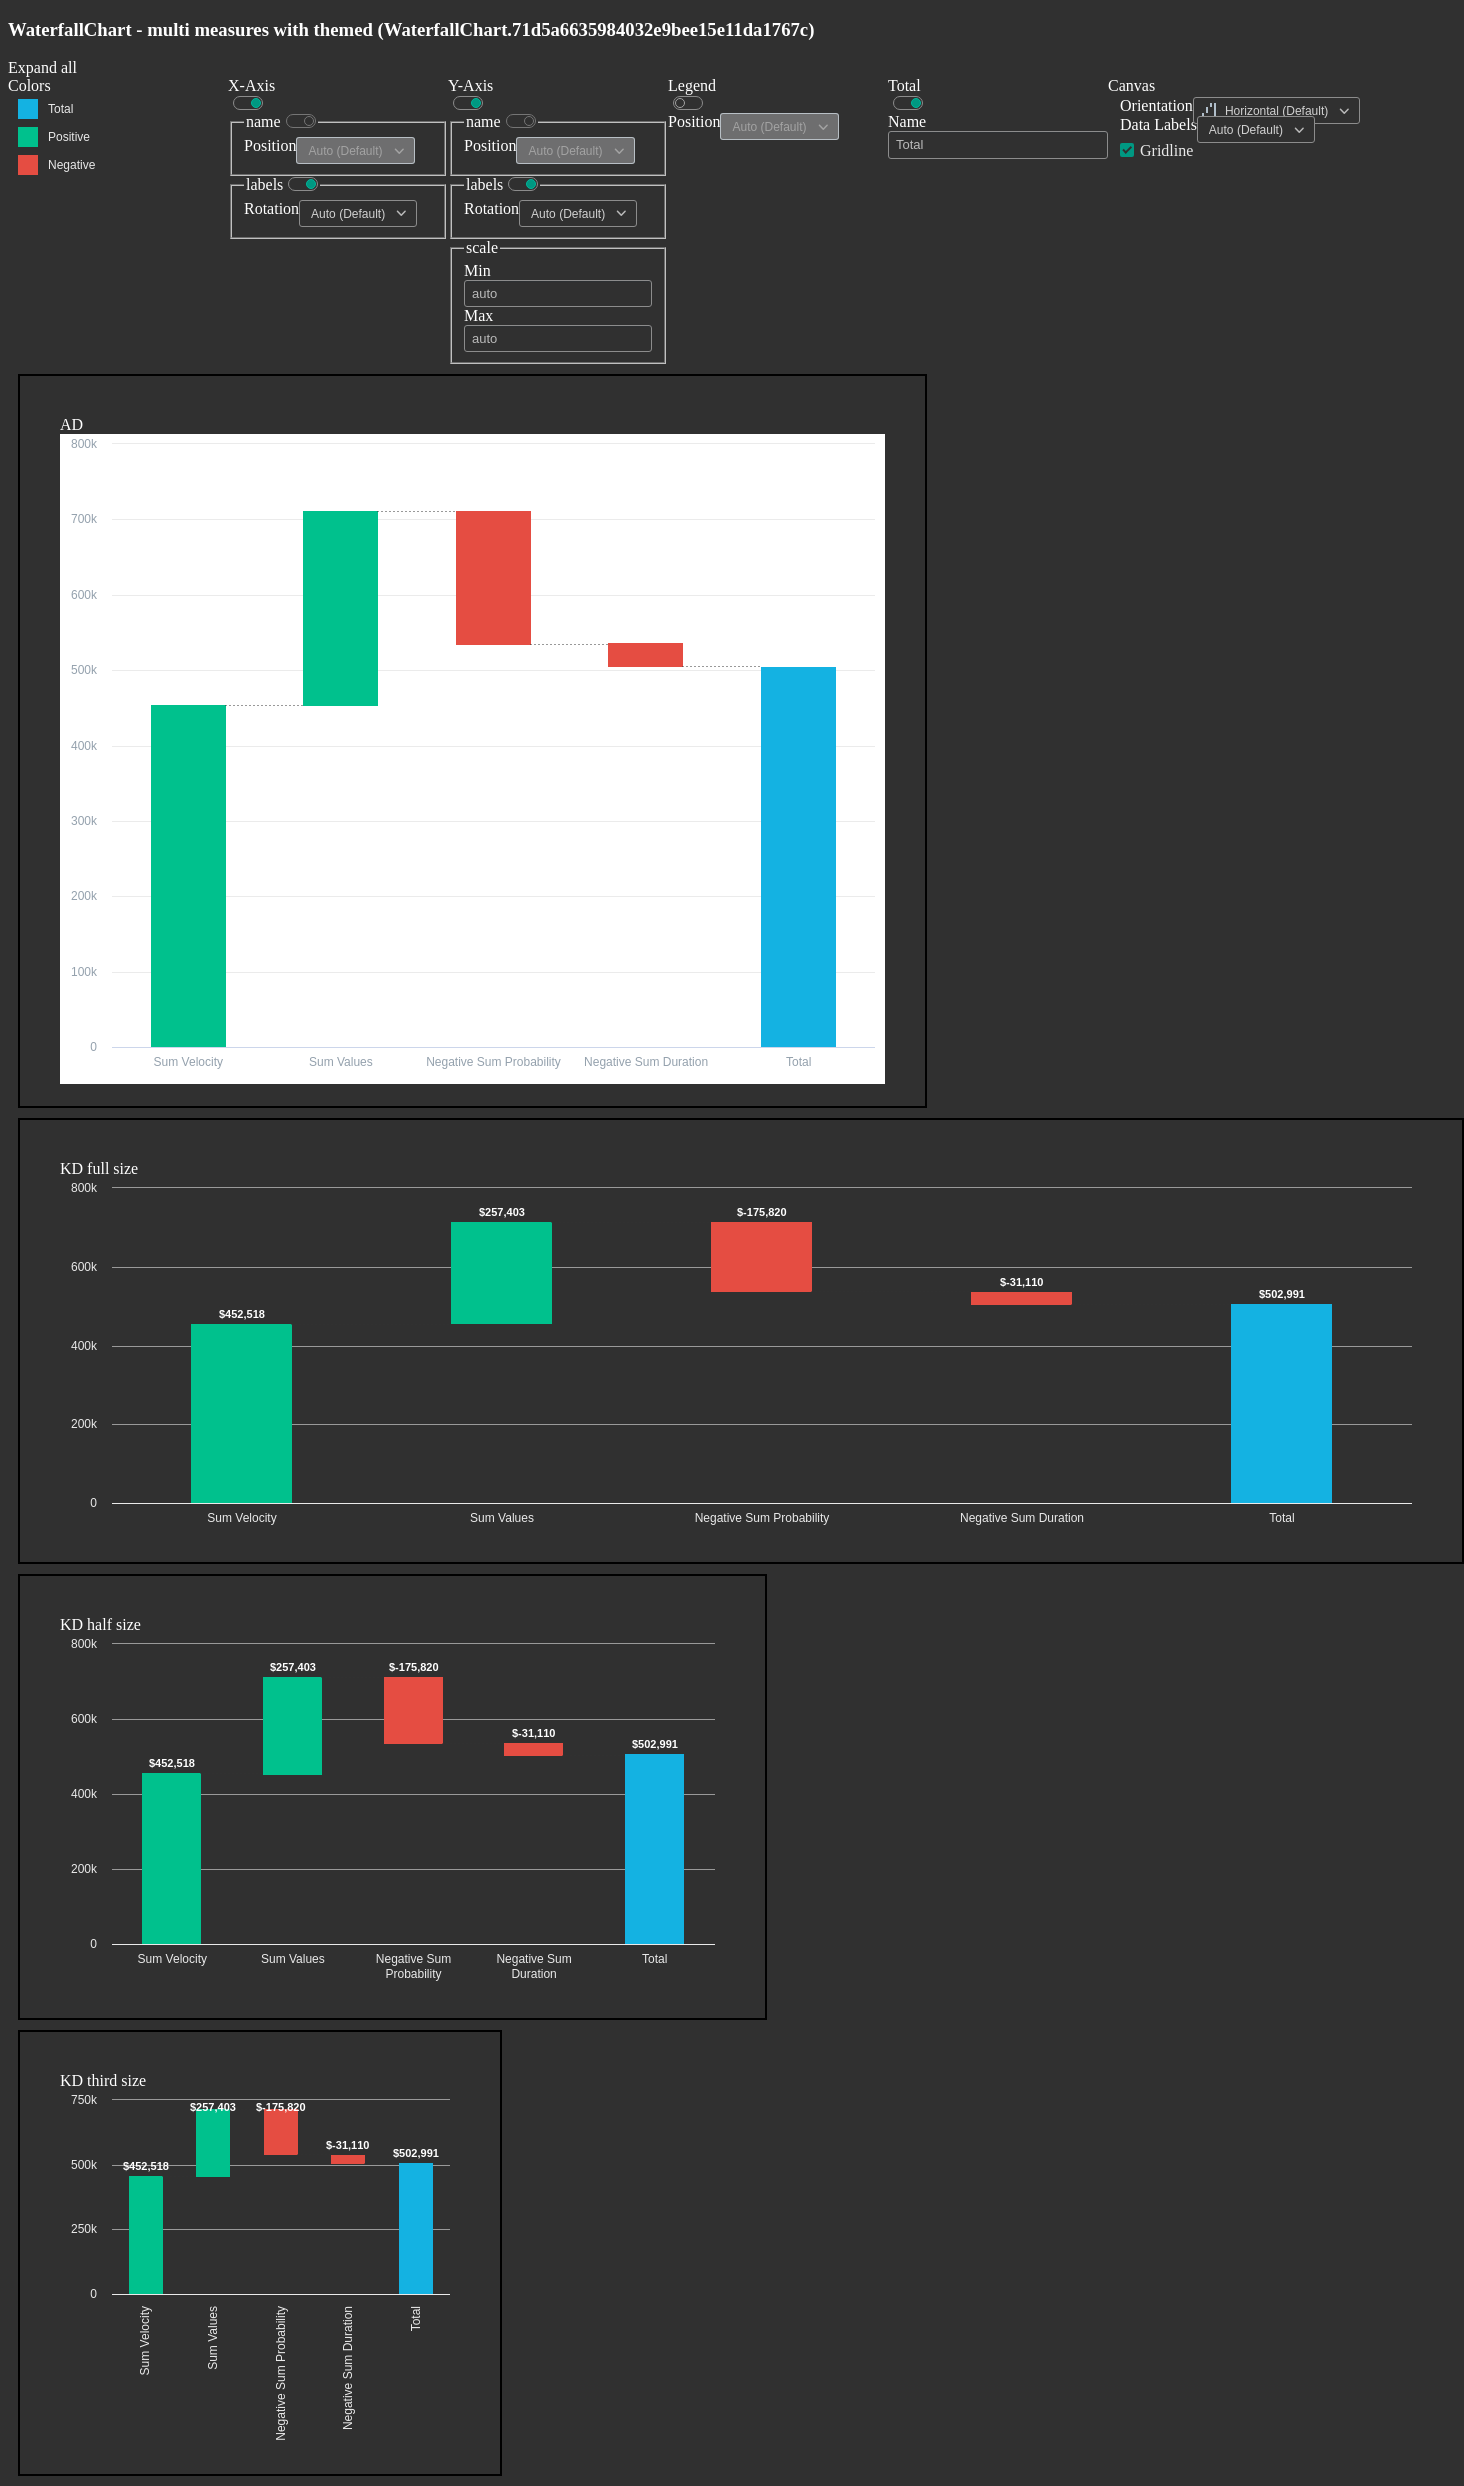 WaterfallChart - multi measures with themed (WaterfallChart.71d5a6635984032e9bee15e11da1767c)
Expand all
Colors
Total
Positive
Negative
X-Axis
name
Position Auto (Default)
labels
Rotation Auto (Default)
Y-Axis
name
Position Auto (Default)
labels
Rotation Auto (Default)
scale
Min
auto
Max
auto
Legend
Position Auto (Default)
Total
Name
Total
Canvas
Orientation Horizontal (Default)
Data Labels Auto (Default)
Gridline
AD
800k
700k
600k
500k
400k
300k
200k
100k
0
Sum Velocity Sum Values Negative Sum Probability Negative Sum Duration Total
KD full size
800k
$257,403 $-175,820
600k
$-31,110
$502,991
$452,518
400k
200k
0
Sum Velocity Sum Values Negative Sum Probability Negative Sum Duration Total
KD half size
800k
$257,403 $-175,820
600k
$-31,110
$502,991
$452,518
400k
200k
0
Sum Velocity Sum Values Negative Sum Probability Negative Sum Duration Total
KD third size
750k
$257,403 $-175,820
$-31,110
$502,991
500k
$452,518
250k
0
Sum Velocity
Sum Values
Negative Sum Probability
Negative Sum Duration
Total